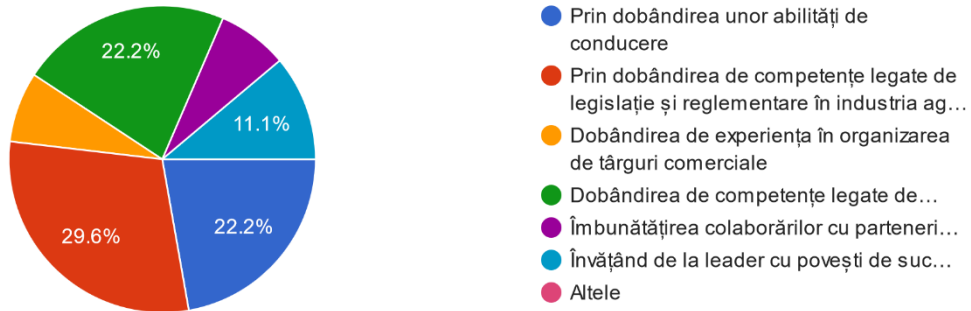 22.2%
11.1%
29.6%
22.2%
Prin dobândirea unor abilități de
conducere
Prin dobândirea de competențe legate de
legislație și reglementare în industria ag…
Dobândirea de experiența în organizarea
de târguri comerciale
Dobândirea de competențe legate de…
Îmbunătățirea colaborărilor cu parteneri…
Învățând de la leader cu povești de suc…
Altele